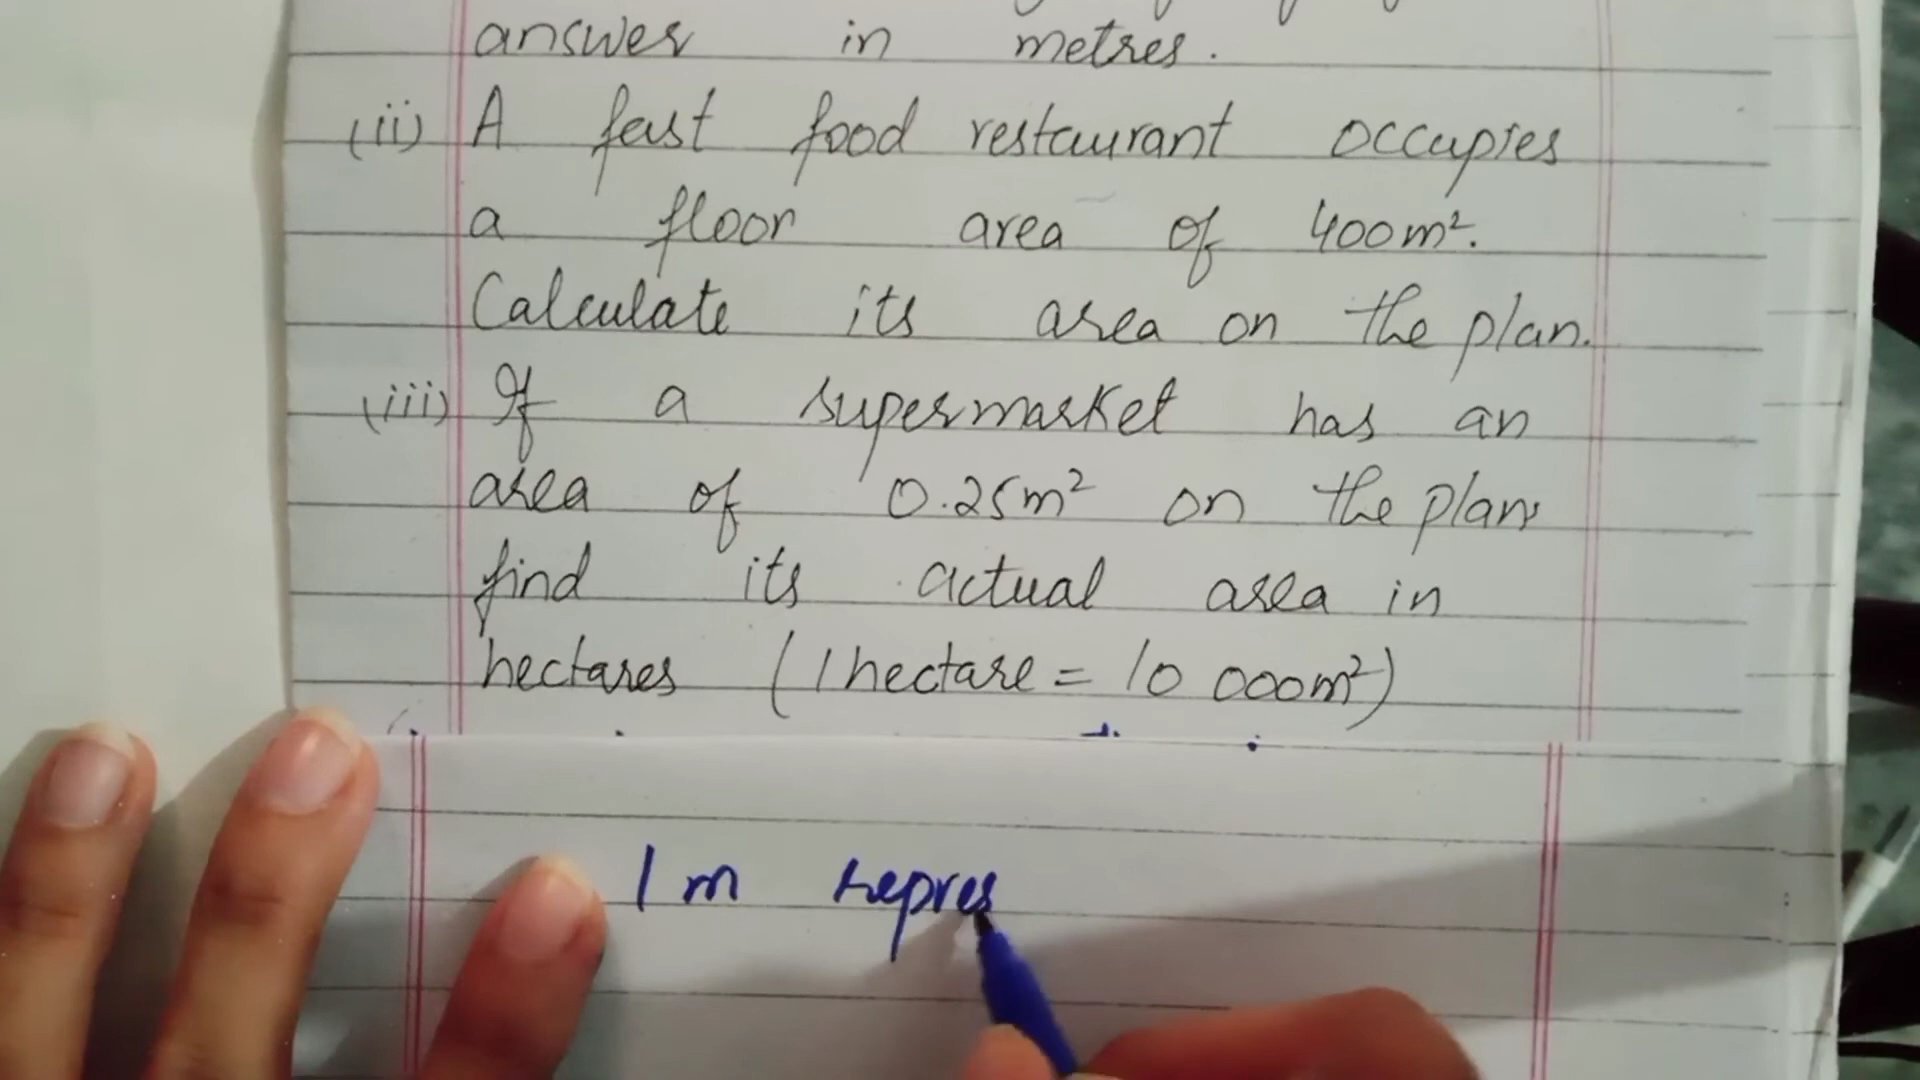 answer in metres.
(ii) A fast food restaurant occupies
a floor area of 400m².
Calculate its area on the plan.
(iii) If a supermarket has an
area of 0.25m² on the plan,
find its actual area in
hectares (1 hectare = 10 000m²)
1 m repres